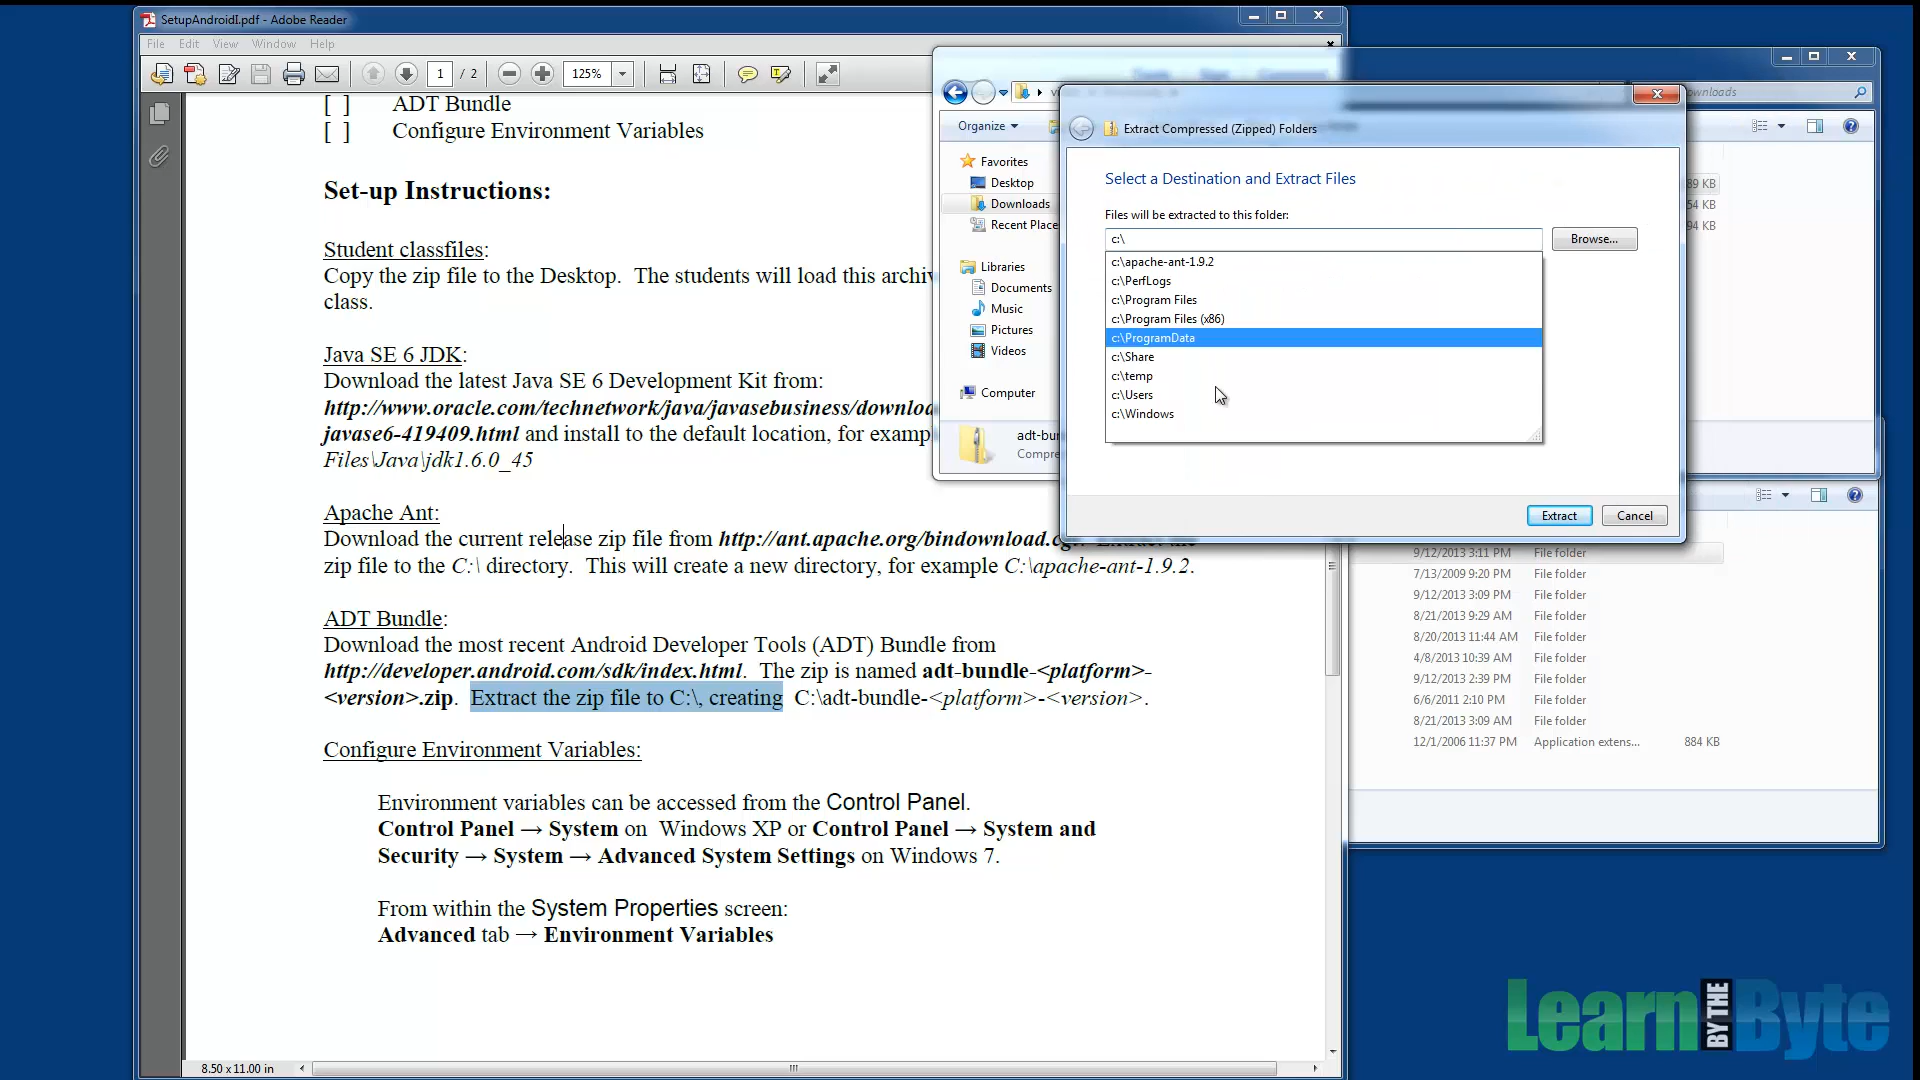 SetupAndroidI.pdf - Adobe Reader
File Edit View Window Help
1 / 2
125%
[ ] ADT Bundle
[ ] Configure Environment Variables
Set-up Instructions:
Student classfiles:
Copy the zip file to the Desktop. The students will load this archiv
class.
Java SE 6 JDK:
Download the latest Java SE 6 Development Kit from:
http://www.oracle.com/technetwork/java/javasebusiness/downloa
javase6-419409.html and install to the default location, for examp
Files\Java\jdk1.6.0_45
Apache Ant:
Download the current release zip file from http://ant.apache.org/bindownload.cg
zip file to the C:\ directory. This will create a new directory, for example C:\apache-ant-1.9.2.
ADT Bundle:
Download the most recent Android Developer Tools (ADT) Bundle from
http://developer.android.com/sdk/index.html. The zip is named adt-bundle-<platform>-
<version>.zip. Extract the zip file to C:\, creating C:\adt-bundle-<platform>-<version>.
Configure Environment Variables:
Environment variables can be accessed from the Control Panel.
Control Panel → System on Windows XP or Control Panel → System and
Security → System → Advanced System Settings on Windows 7.
From within the System Properties screen:
Advanced tab → Environment Variables
8.50 x 11.00 in
Organize
Favorites
Desktop
Downloads
Recent Place
Libraries
Documents
Music
Pictures
Videos
Computer
adt-bun
Compre
ownloads
89 KB
54 KB
94 KB
Extract Compressed (Zipped) Folders
Select a Destination and Extract Files
Files will be extracted to this folder:
c:\
Browse...
c:\apache-ant-1.9.2
c:\PerfLogs
c:\Program Files
c:\Program Files (x86)
c:\ProgramData
c:\Share
c:\temp
c:\Users
c:\Windows
Extract Cancel
9/12/2013 3:11 PM File folder
7/13/2009 9:20 PM File folder
9/12/2013 3:09 PM File folder
8/21/2013 9:29 AM File folder
8/20/2013 11:44 AM File folder
4/8/2013 10:39 AM File folder
9/12/2013 2:39 PM File folder
6/6/2011 2:10 PM File folder
8/21/2013 3:09 AM File folder
12/1/2006 11:37 PM Application extens... 884 KB
Learn BY THE Byte